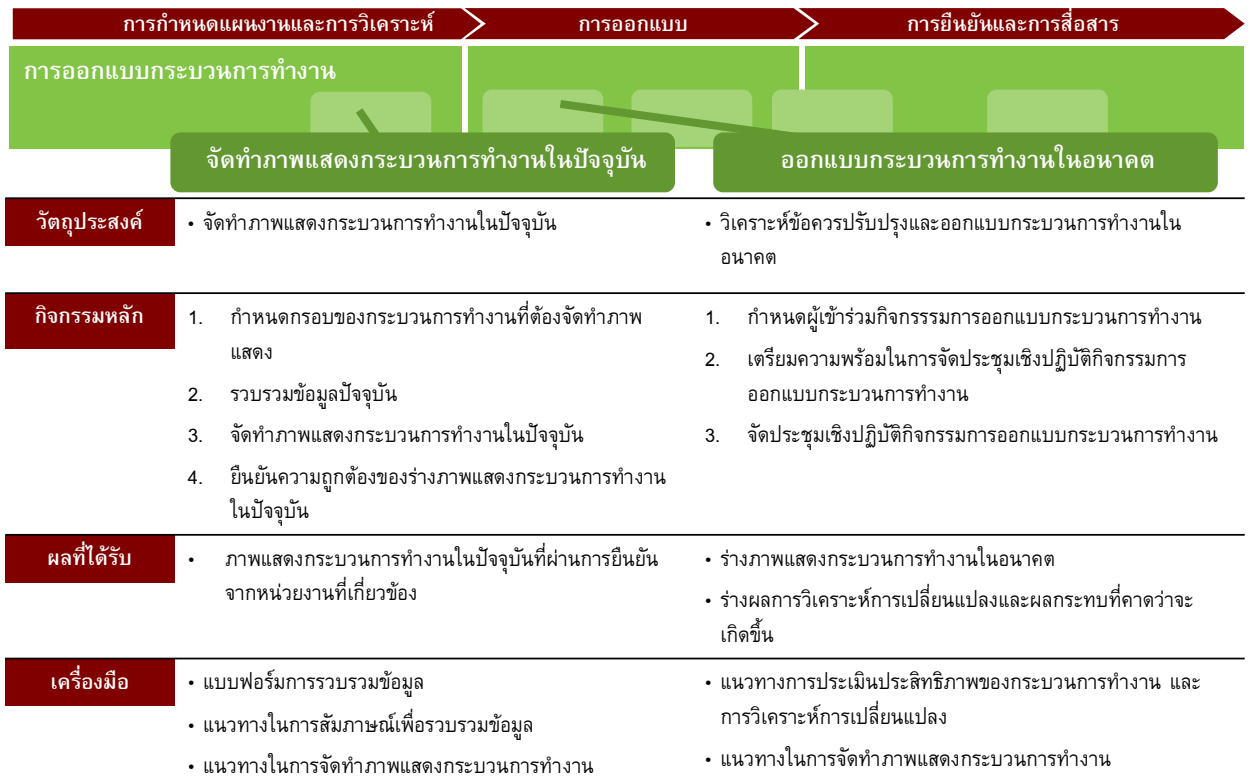 การกำหนดแผนงานและการวิเคราะห์
การออกแบบ
การยืนยันและการสื่อสาร
การออกแบบกระบวนการทำงาน
จัดทำภาพแสดงกระบวนการทำงานในปัจจุบัน
ออกแบบกระบวนการทำงานในอนาคต
วัตถุประสงค์
• จัดทำภาพแสดงกระบวนการทำงานในปัจจุบัน
• วิเคราะห์ข้อควรปรับปรุงและออกแบบกระบวนการทำงานใน
อนาคต
กิจกรรมหลัก
1. กำหนดกรอบของกระบวนการทำงานที่ต้องจัดทำภาพ
แสดง
2. รวบรวมข้อมูลปัจจุบัน
3. จัดทำภาพแสดงกระบวนการทำงานในปัจจุบัน
4. ยืนยันความถูกต้องของร่างภาพแสดงกระบวนการทำงาน
ในปัจจุบัน
1. กำหนดผู้เข้าร่วมกิจกรรรมการออกแบบกระบวนการทำงาน
2. เตรียมความพร้อมในการจัดประชุมเชิงปฏิบัติกิจกรรมการ
ออกแบบกระบวนการทำงาน
3. จัดประชุมเชิงปฏิบัติกิจกรรมการออกแบบกระบวนการทำงาน
ผลที่ได้รับ
• ภาพแสดงกระบวนการทำงานในปัจจุบันที่ผ่านการยืนยัน
จากหน่วยงานที่เกี่ยวข้อง
• ร่างภาพแสดงกระบวนการทำงานในอนาคต
• ร่างผลการวิเคราะห์การเปลี่ยนแปลงและผลกระทบที่คาดว่าจะ
เกิดขึ้น
เครื่องมือ
• แบบฟอร์มการรวบรวมข้อมูล
• แนวทางในการสัมภาษณ์เพื่อรวบรวมข้อมูล
• แนวทางในการจัดทำภาพแสดงกระบวนการทำงาน
• แนวทางการประเมินประสิทธิภาพของกระบวนการทำงาน และ
การวิเคราะห์การเปลี่ยนแปลง
• แนวทางในการจัดทำภาพแสดงกระบวนการทำงาน